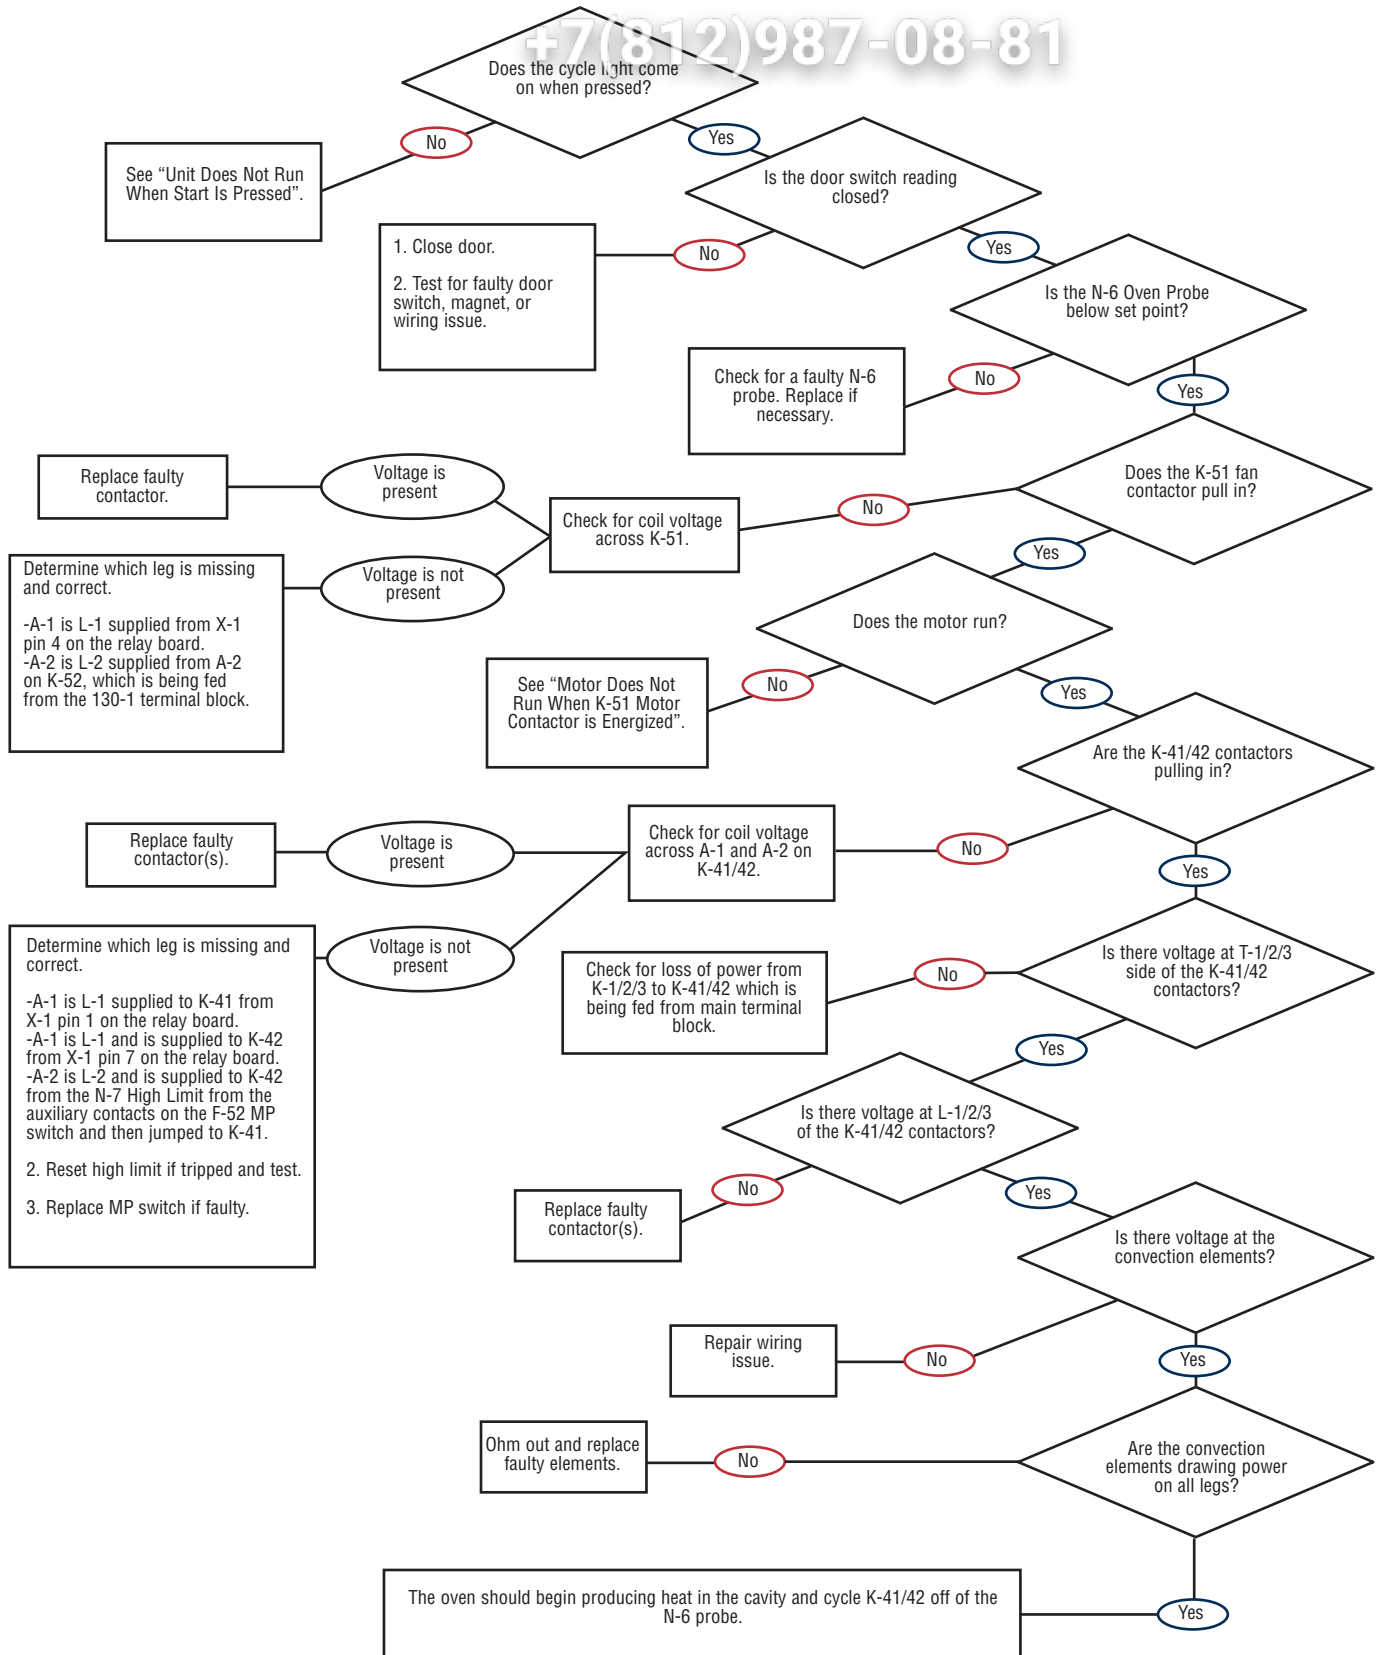 +7(812)987-08-81
Does the cycle light come
on when pressed?
No
Yes
See “Unit Does Not Run
When Start Is Pressed”.
Is the door switch reading
closed?
No
Yes
1. Close door.
2. Test for faulty door
switch, magnet, or
wiring issue.
Is the N-6 Oven Probe
below set point?
No
Yes
Check for a faulty N-6
probe. Replace if
necessary.
Does the K-51 fan
contactor pull in?
No
Yes
Check for coil voltage
across K-51.
Voltage is
present
Replace faulty
contactor.
Voltage is not
present
Determine which leg is missing
and correct.
-A-1 is L-1 supplied from X-1
pin 4 on the relay board.
-A-2 is L-2 supplied from A-2
on K-52, which is being fed
from the 130-1 terminal block.
Does the motor run?
No
Yes
See “Motor Does Not
Run When K-51 Motor
Contactor is Energized”.
Are the K-41/42 contactors
pulling in?
No
Yes
Check for coil voltage
across A-1 and A-2 on
K-41/42.
Voltage is
present
Replace faulty
contactor(s).
Voltage is not
present
Determine which leg is missing and
correct.
-A-1 is L-1 supplied to K-41 from
X-1 pin 1 on the relay board.
-A-1 is L-1 and is supplied to K-42
from X-1 pin 7 on the relay board.
-A-2 is L-2 and is supplied to K-42
from the N-7 High Limit from the
auxiliary contacts on the F-52 MP
switch and then jumped to K-41.
2. Reset high limit if tripped and test.
3. Replace MP switch if faulty.
Is there voltage at T-1/2/3
side of the K-41/42
contactors?
No
Yes
Check for loss of power from
K-1/2/3 to K-41/42 which is
being fed from main terminal
block.
Is there voltage at L-1/2/3
of the K-41/42 contactors?
No
Yes
Replace faulty
contactor(s).
Is there voltage at the
convection elements?
No
Yes
Repair wiring
issue.
Are the convection
elements drawing power
on all legs?
No
Yes
Ohm out and replace
faulty elements.
The oven should begin producing heat in the cavity and cycle K-41/42 off of the
N-6 probe.